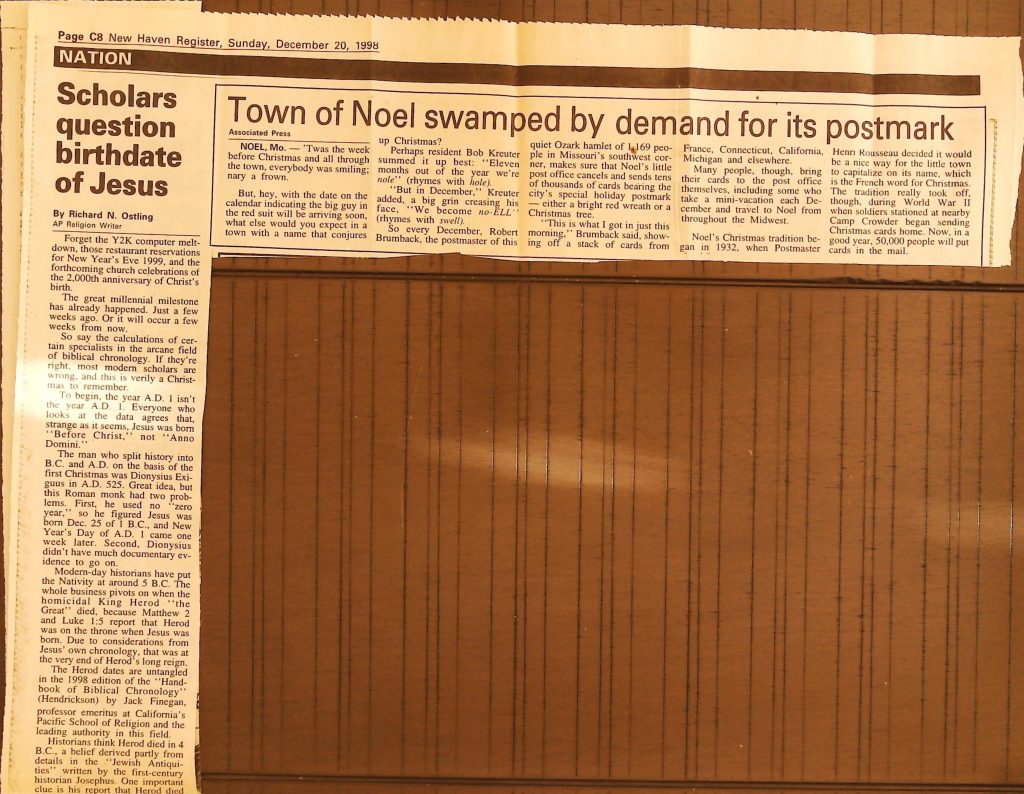 Page C8 New Haven Register, Sunday, December 20, 1998
NATION
Scholars
question
birthdate
of Jesus
By Richard N. Ostling
AP Religion Writer
Forget the Y2K computer melt-
down, those restaurant reservations
for New Year's Eve 1999, and the
forthcoming church celebrations of
the 2,000th anniversary of Christ's
birth.
The great millennial milestone
has already happened. Just a few
weeks ago. Or it will occur a few
weeks from now.
So say the calculations of cer-
tain specialists in the arcane field
of biblical chronology. If they're
right, most modern scholars are
wrong, and this is verily a Christ-
mas to remember.
To begin, the year A.D. 1 isn't
the year A.D. 1. Everyone who
looks at the data agrees that,
strange as it seems, Jesus was born
"Before Christ," not "Anno
Domini."
The man who split history into
B.C. and A.D. on the basis of the
first Christmas was Dionysius Exi-
guus in A.D. 525. Great idea, but
this Roman monk had two prob-
lems. First, he used no "zero
year," so he figured Jesus was
born Dec. 25 of 1 B.C., and New
Year's Day of A.D. 1 came one
week later. Second, Dionysius
didn't have much documentary ev-
idence to go on.
Modern-day historians have put
the Nativity at around 5 B.C. The
whole business pivots on when the
homicidal King Herod "the
Great" died, because Matthew 2
and Luke 1:5 report that Herod
was on the throne when Jesus was
born. Due to considerations from
Jesus' own chronology, that was at
the very end of Herod's long reign.
The Herod dates are untangled
in the 1998 edition of the "Hand-
book of Biblical Chronology"
(Hendrickson) by Jack Finegan,
professor emeritus at California's
Pacific School of Religion and the
leading authority in this field.
Historians think Herod died in 4
B.C., a belief derived partly from
details in the "Jewish Antiqui-
ties" written by the first-century
historian Josephus. One important
clue is his report that Herod died
Town of Noel swamped by demand for its postmark
Associated Press
NOEL, Mo. — 'Twas the week
before Christmas and all through
the town, everybody was smiling;
nary a frown.
But, hey, with the date on the
calendar indicating the big guy in
the red suit will be arriving soon,
what else would you expect in a
town with a name that conjures
up Christmas?
Perhaps resident Bob Kreuter
summed it up best: "Eleven
months out of the year we're
nole" (rhymes with hole).
"But in December," Kreuter
added, a big grin creasing his
face, "We become no-ELL"
(rhymes with swell).
So every December, Robert
Brumback, the postmaster of this
quiet Ozark hamlet of 1,169 peo-
ple in Missouri's southwest cor-
ner, makes sure that Noel's little
post office cancels and sends tens
of thousands of cards bearing the
city's special holiday postmark
— either a bright red wreath or a
Christmas tree.
"This is what I got in just this
morning," Brumback said, show-
ing off a stack of cards from
France, Connecticut, California,
Michigan and elsewhere.
Many people, though, bring
their cards to the post office
themselves, including some who
take a mini-vacation each De-
cember and travel to Noel from
throughout the Midwest.
Noel's Christmas tradition be-
gan in 1932, when Postmaster
Henri Rousseau decided it would
be a nice way for the little town
to capitalize on its name, which
is the French word for Christmas.
The tradition really took off,
though, during World War II
when soldiers stationed at nearby
Camp Crowder began sending
Christmas cards home. Now, in a
good year, 50,000 people will put
cards in the mail.